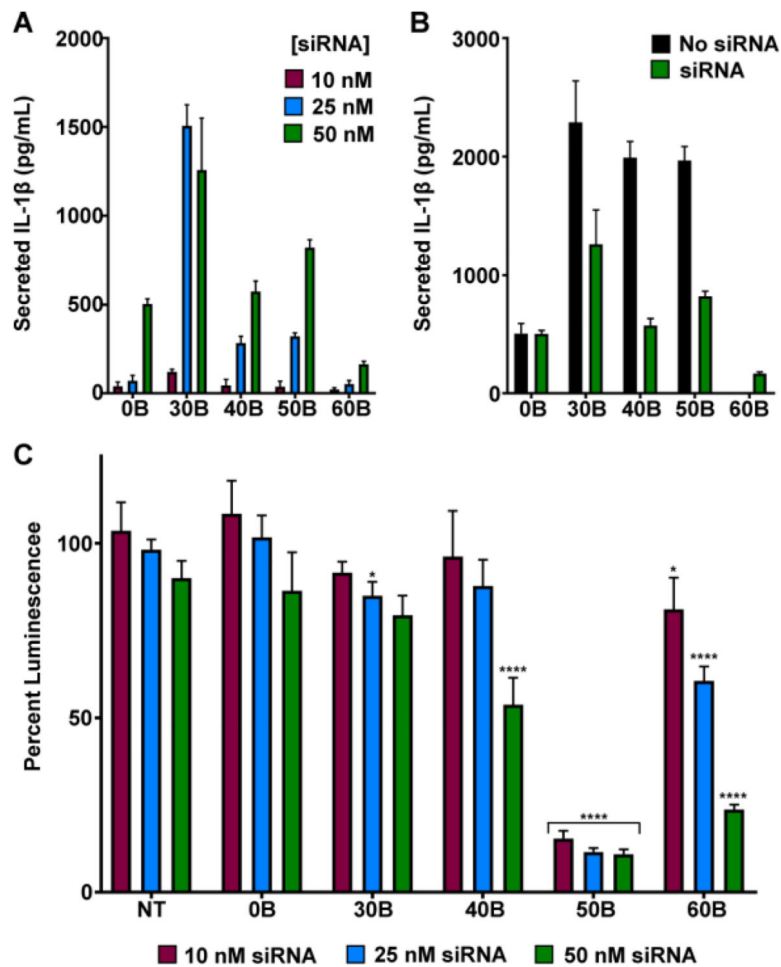 A
Secreted IL-1β (pg/mL)
2000
1500
1000
500
0
[siRNA]
10 nM
25 nM
50 nM
0B 30B 40B 50B 60B
B
Secreted IL-1β (pg/mL)
3000
2000
1000
0
No siRNA
siRNA
0B 30B 40B 50B 60B
C
Percent Luminescencee
100
50
0
*
****
****
*
****
****
NT 0B 30B 40B 50B 60B
10 nM siRNA 25 nM siRNA 50 nM siRNA